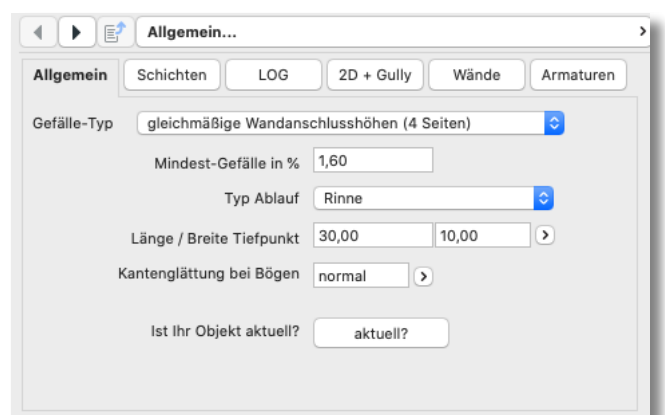 Allgemein...
Allgemein Schichten LOG 2D + Gully Wände Armaturen
Gefälle-Typ gleichmäßige Wandanschlusshöhen (4 Seiten)
Mindest-Gefälle in % 1,60
Typ Ablauf Rinne
Länge / Breite Tiefpunkt 30,00 10,00
Kantenglättung bei Bögen normal
Ist Ihr Objekt aktuell? aktuell?